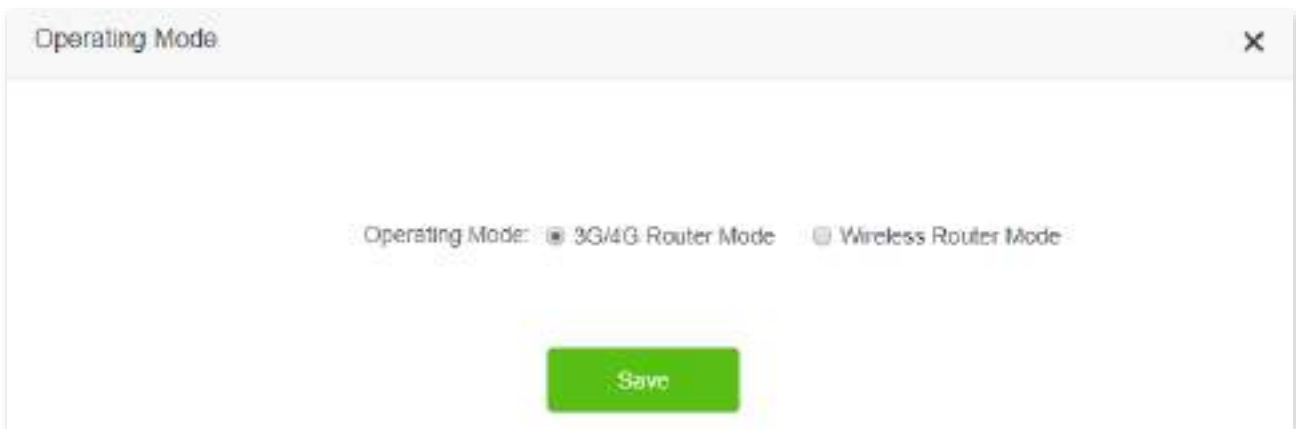 Operating Mode
Operating Mode: 3G/4G Router Mode Wireless Router Mode
Save